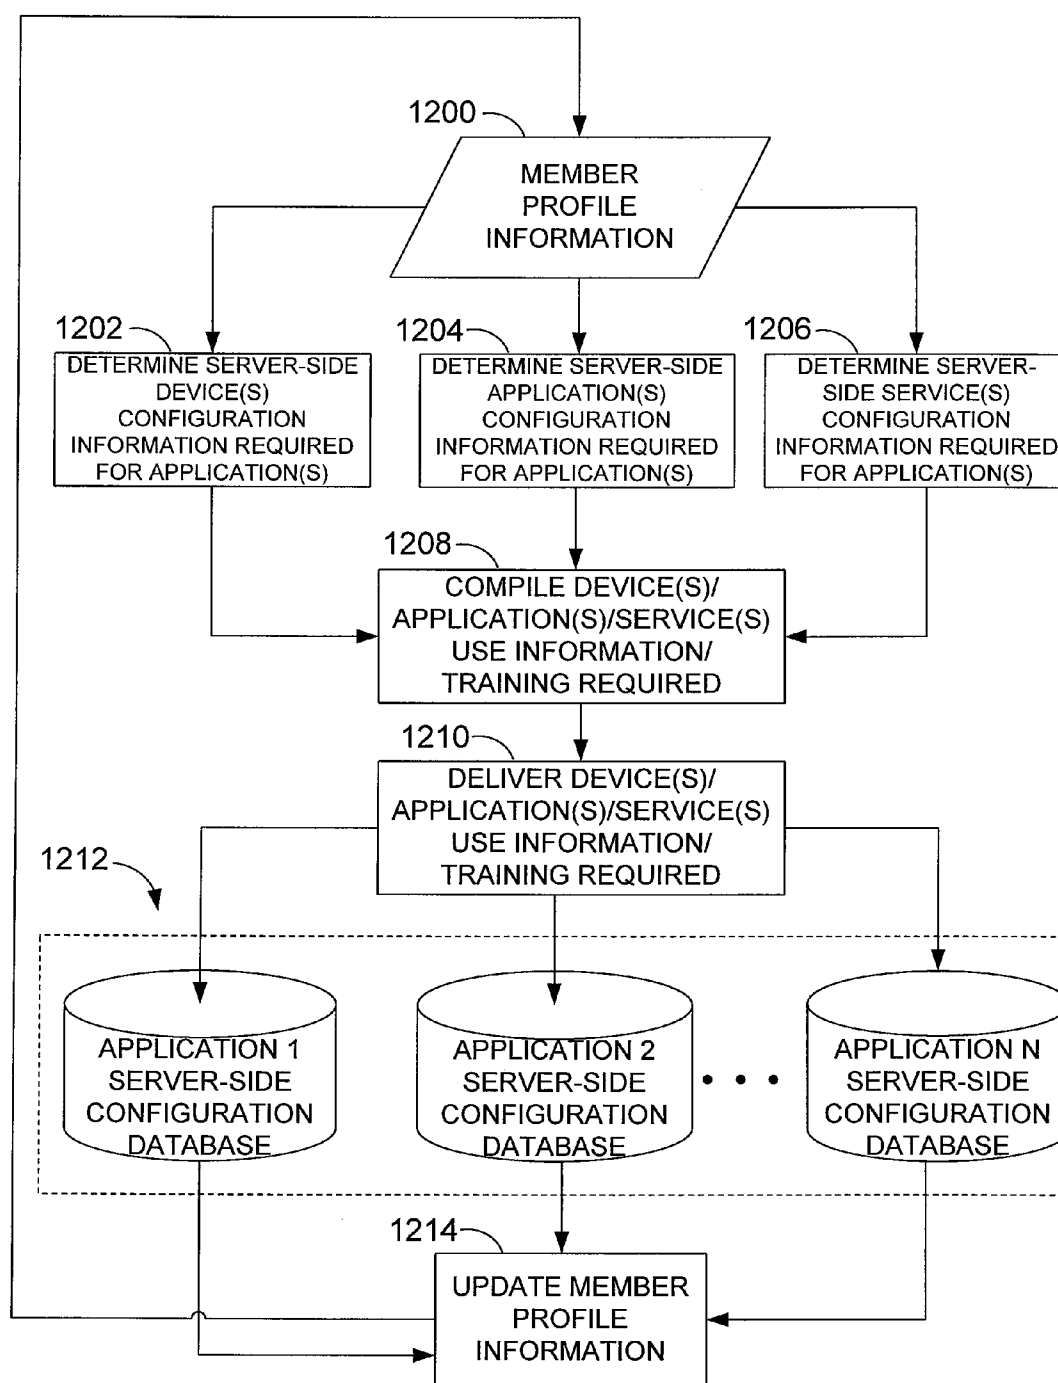 1200
MEMBER
PROFILE
INFORMATION
1202
DETERMINE SERVER-SIDE
DEVICE(S)
CONFIGURATION
INFORMATION REQUIRED
FOR APPLICATION(S)
1204
DETERMINE SERVER-SIDE
APPLICATION(S)
CONFIGURATION
INFORMATION REQUIRED
FOR APPLICATION(S)
1206
DETERMINE SERVER-
SIDE SERVICE(S)
CONFIGURATION
INFORMATION REQUIRED
FOR APPLICATION(S)
1208
COMPILE DEVICE(S)/
APPLICATION(S)/SERVICE(S)
USE INFORMATION/
TRAINING REQUIRED
1210
DELIVER DEVICE(S)/
APPLICATION(S)/SERVICE(S)
USE INFORMATION/
TRAINING REQUIRED
1212
APPLICATION 1
SERVER-SIDE
CONFIGURATION
DATABASE
APPLICATION 2
SERVER-SIDE
CONFIGURATION
DATABASE
• • •
APPLICATION N
SERVER-SIDE
CONFIGURATION
DATABASE
1214
UPDATE MEMBER
PROFILE
INFORMATION